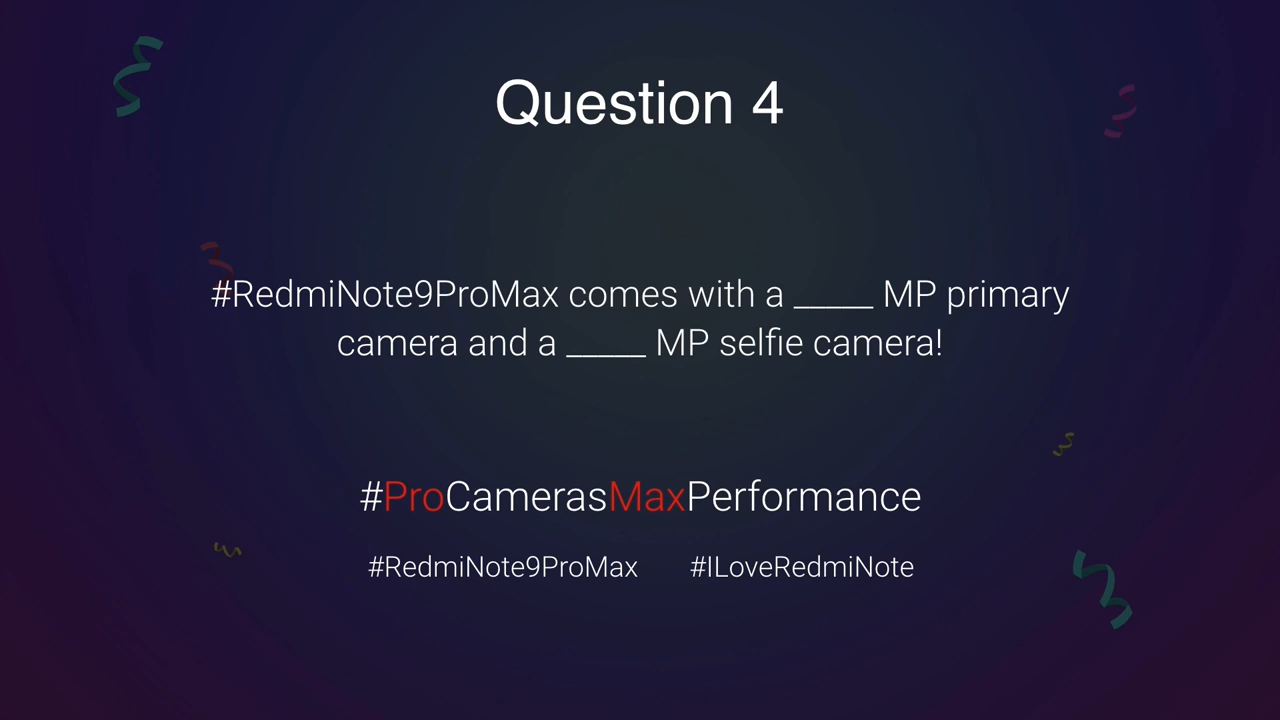 Question 4
#RedmiNote9ProMax comes with a _____ MP primary
camera and a _____ MP selfie camera!
#ProCamerasMaxPerformance
#RedmiNote9ProMax #ILoveRedmiNote